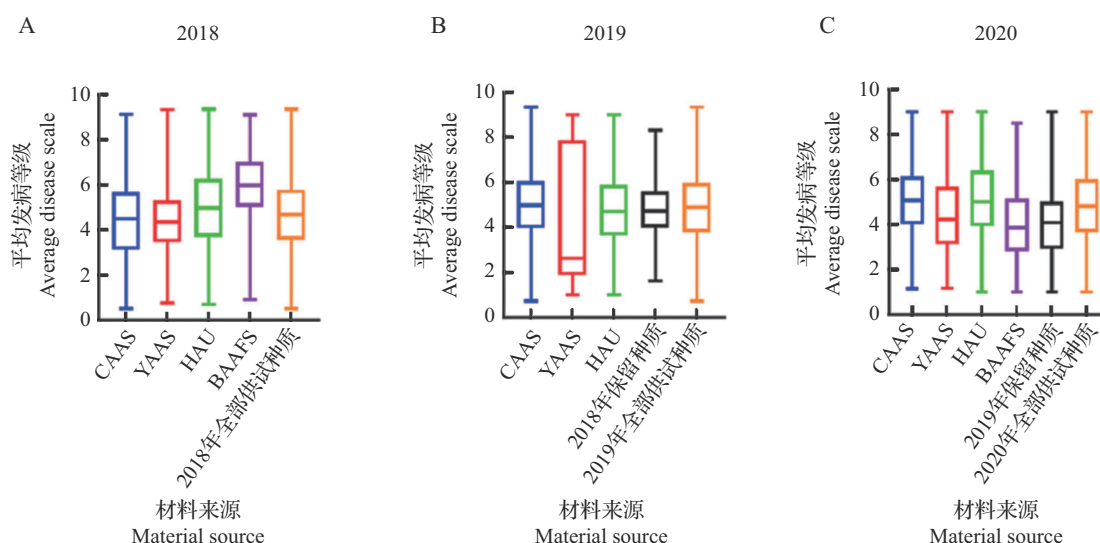 A
2018
10
8
6
4
2
0
平均发病等级
Average disease scale
CAAS
YAAS
HAU
BAAFS
2018年全部供试种质
材料来源
Material source
B
2019
10
8
6
4
2
0
平均发病等级
Average disease scale
CAAS
YAAS
HAU
2018年保留种质
2019年全部供试种质
材料来源
Material source
C
2020
10
8
6
4
2
0
平均发病等级
Average disease scale
CAAS
YAAS
HAU
BAAFS
2019年保留种质
2020年全部供试种质
材料来源
Material source